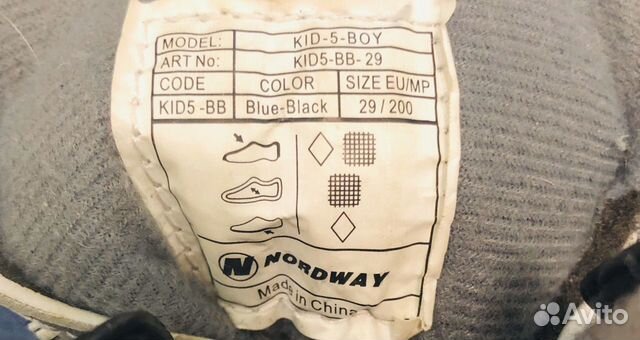 MODEL: KID-5-BOY
ART No: KID5-BB-29
CODE COLOR SIZE EU/MP
KID5-BB Blue-Black 29/200
N NORDWAY
Made in China
Avito